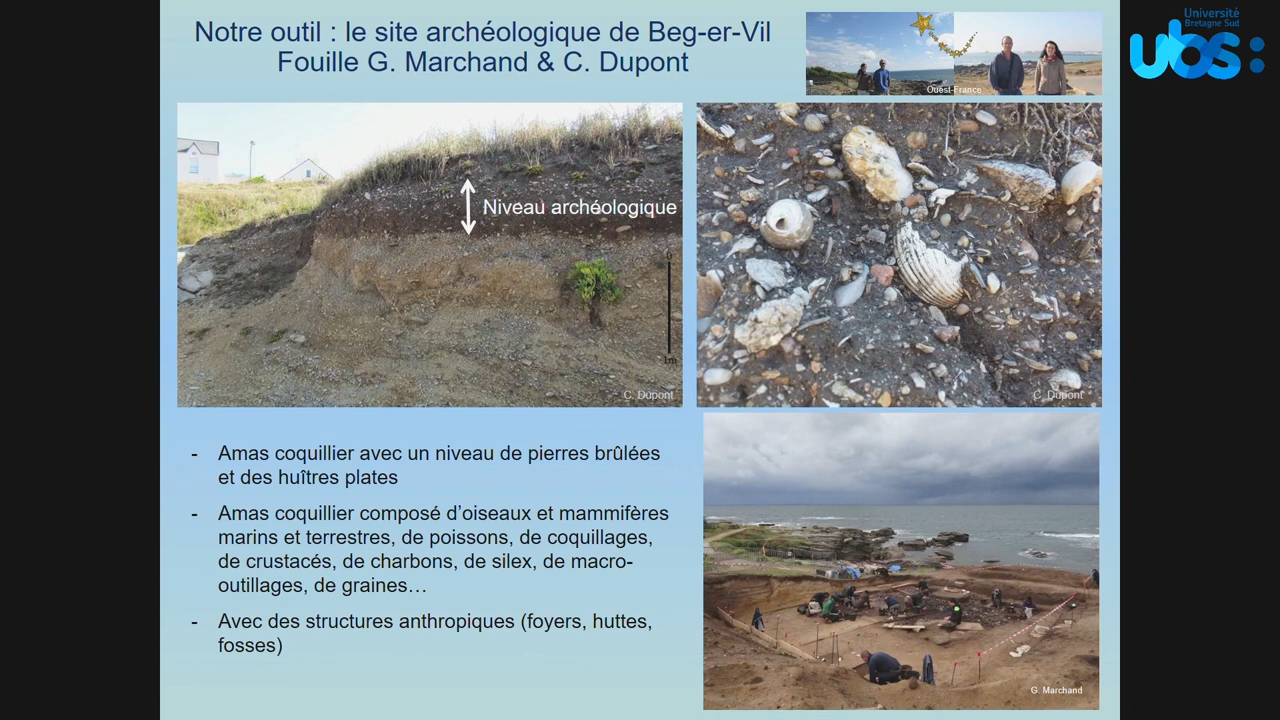 Notre outil : le site archéologique de Beg-er-Vil
Fouille G. Marchand & C. Dupont
Ouest-France
Université
Bretagne Sud
ubs:
Niveau archéologique
0
1m
C. Dupont
C. Dupont
- Amas coquillier avec un niveau de pierres brûlées
et des huîtres plates
- Amas coquillier composé d’oiseaux et mammifères
marins et terrestres, de poissons, de coquillages,
de crustacés, de charbons, de silex, de macro-
outillages, de graines…
- Avec des structures anthropiques (foyers, huttes,
fosses)
G. Marchand